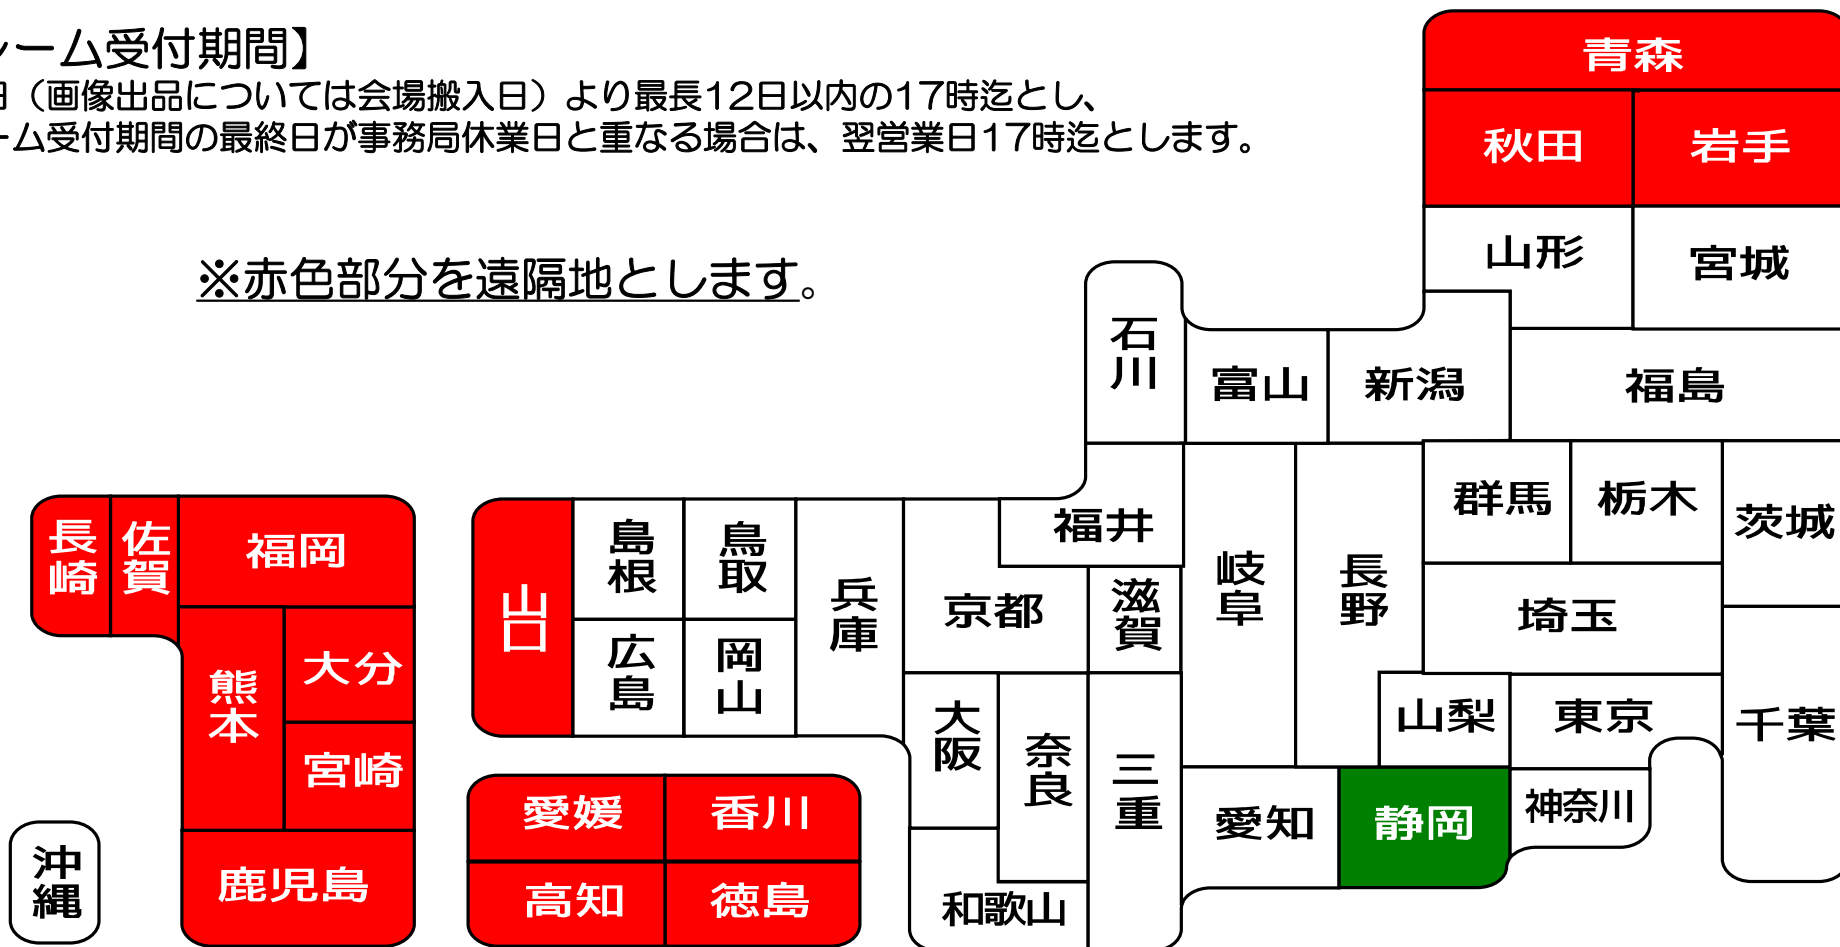 ーム受付期間】
日（画像出品については会場搬入日）より最長12日以内の17時迄とし、
ーム受付期間の最終日が事務局休業日と重なる場合は、翌営業日17時迄とします。
※赤色部分を遠隔地とします。
青森
秋田
岩手
山形
宮城
石川
富山
新潟
福島
群馬
栃木
茨城
福井
岐阜
長野
埼玉
千葉
山梨
東京
神奈川
静岡
愛知
滋賀
京都
三重
奈良
大阪
和歌山
兵庫
鳥取
島根
岡山
広島
山口
愛媛
香川
高知
徳島
福岡
佐賀
長崎
大分
熊本
宮崎
鹿児島
沖縄